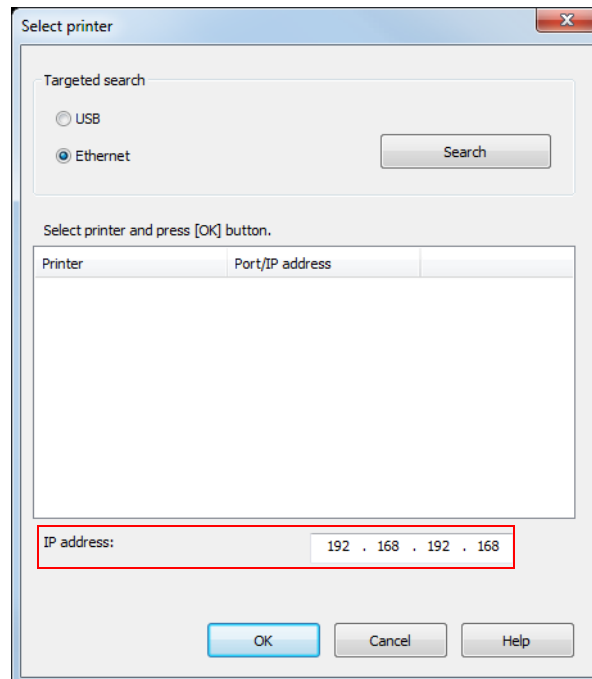 Select printer
Targeted search
USB
Ethernet
Search
Select printer and press [OK] button.
Printer Port/IP address
IP address: 192 . 168 . 192 . 168
OK Cancel Help